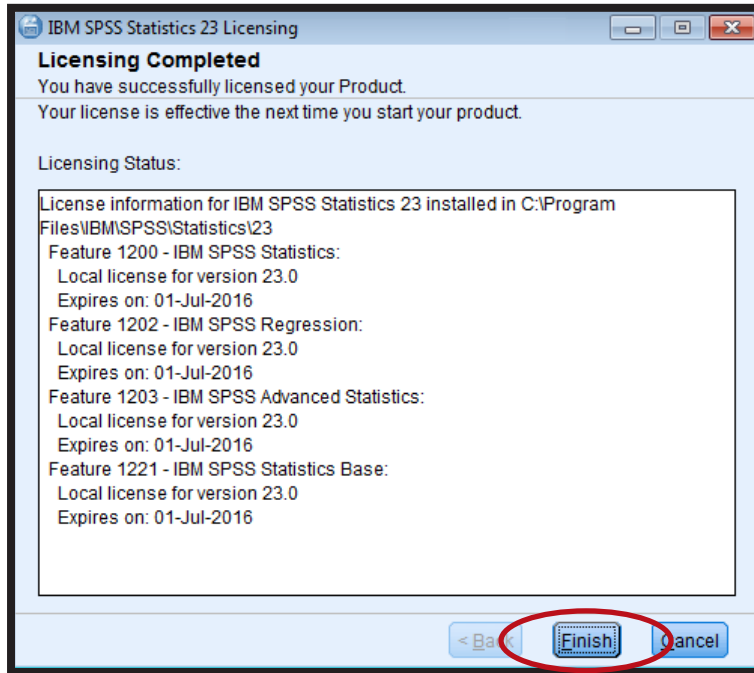 IBM SPSS Statistics 23 Licensing
Licensing Completed
You have successfully licensed your Product.
Your license is effective the next time you start your product.
Licensing Status:
License information for IBM SPSS Statistics 23 installed in C:\Program
Files\IBM\SPSS\Statistics\23
Feature 1200 - IBM SPSS Statistics:
Local license for version 23.0
Expires on: 01-Jul-2016
Feature 1202 - IBM SPSS Regression:
Local license for version 23.0
Expires on: 01-Jul-2016
Feature 1203 - IBM SPSS Advanced Statistics:
Local license for version 23.0
Expires on: 01-Jul-2016
Feature 1221 - IBM SPSS Statistics Base:
Local license for version 23.0
Expires on: 01-Jul-2016
< Back Finish Cancel